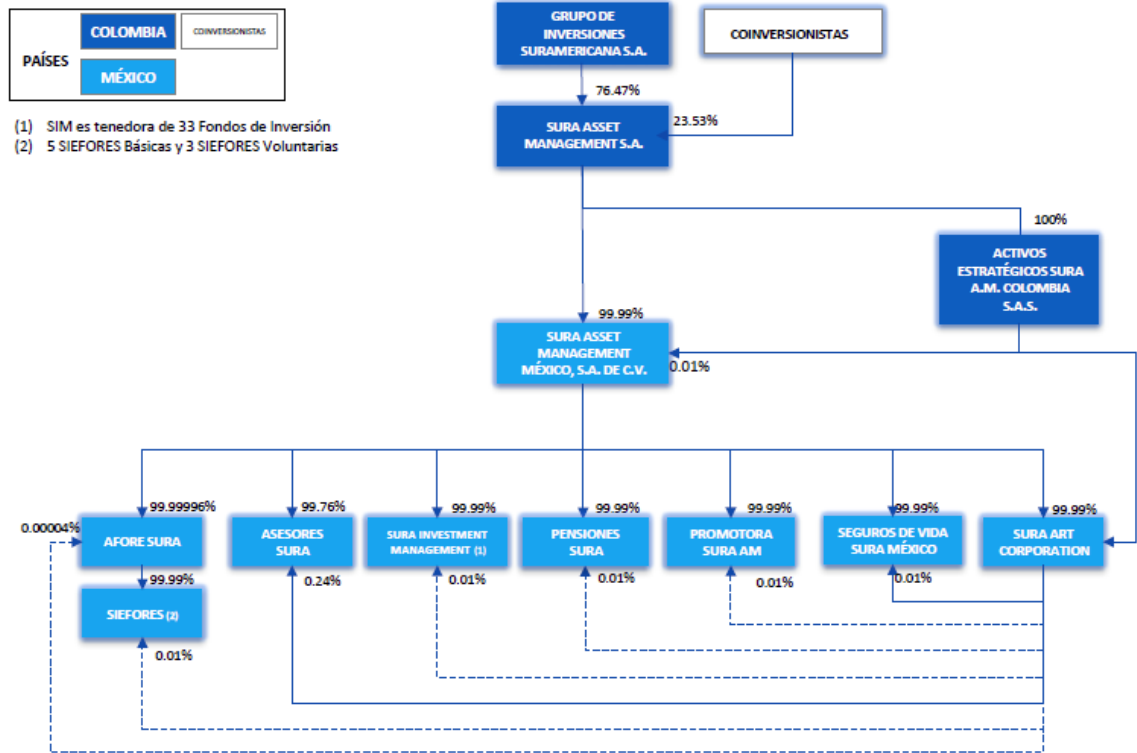 COLOMBIA
COINVERSIONISTAS
PAÍSES
MÉXICO
(1) SIM es tenedora de 33 Fondos de Inversión
(2) 5 SIEFORES Básicas y 3 SIEFORES Voluntarias
GRUPO DE
INVERSIONES
SURAMERICANA S.A.
COINVERSIONISTAS
76.47%
23.53%
SURA ASSET
MANAGEMENT S.A.
100%
ACTIVOS
ESTRATÉGICOS SURA
A.M. COLOMBIA
S.A.S.
99.99%
SURA ASSET
MANAGEMENT
MÉXICO, S.A. DE C.V.
0.01%
99.99996%
99.76%
99.99%
99.99%
99.99%
99.99%
99.99%
0.00004%
AFORE SURA
ASESORES
SURA
SURA INVESTMENT
MANAGEMENT (1)
PENSIONES
SURA
PROMOTORA
SURA AM
SEGUROS DE VIDA
SURA MÉXICO
SURA ART
CORPORATION
99.99%
0.24%
0.01%
0.01%
0.01%
0.01%
SIEFORES (2)
0.01%